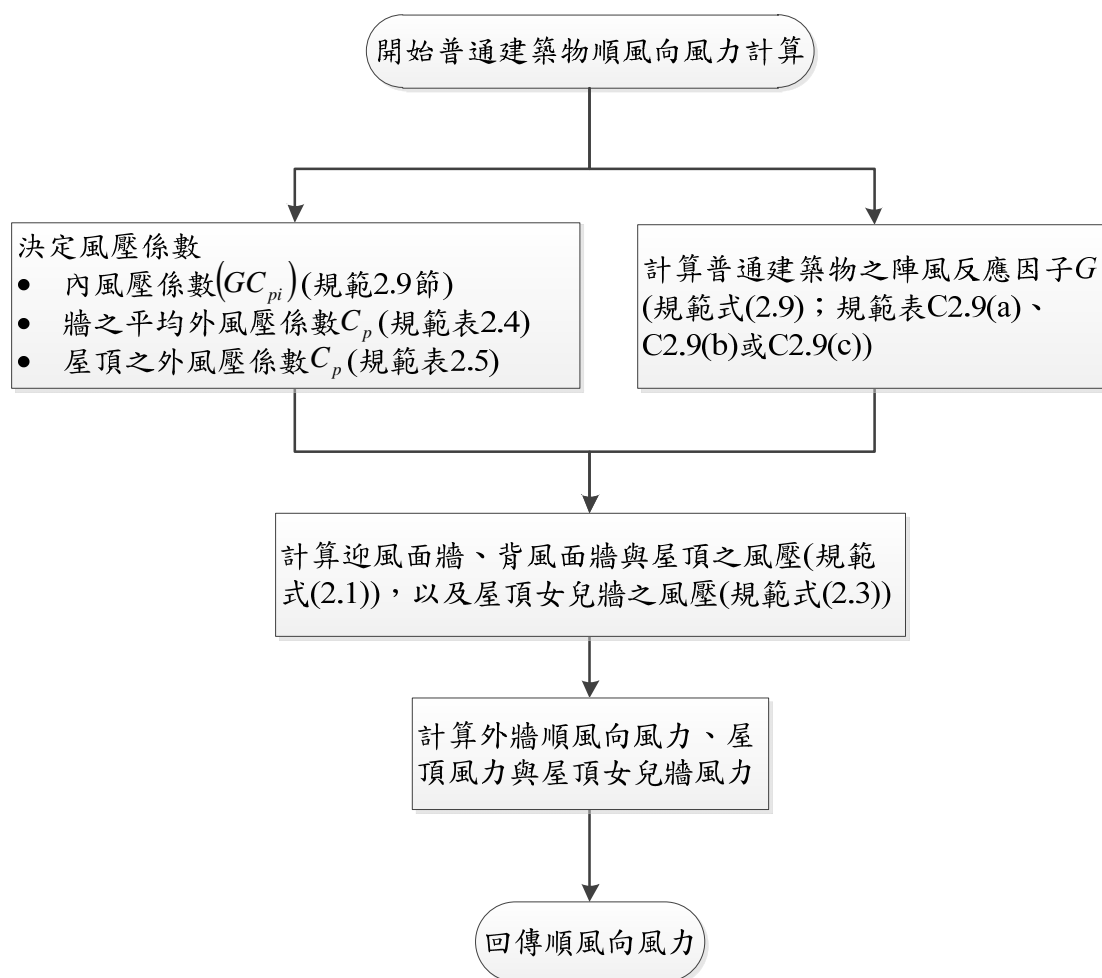 開始普通建築物順風向風力計算
決定風壓係數
• 內風壓係數(GC_{pi})(規範2.9節)
• 牆之平均外風壓係數C_p(規範表2.4)
• 屋頂之外風壓係數C_p(規範表2.5)
計算普通建築物之陣風反應因子G
(規範式(2.9)；規範表C2.9(a)、
C2.9(b)或C2.9(c))
計算迎風面牆、背風面牆與屋頂之風壓(規範
式(2.1))，以及屋頂女兒牆之風壓(規範式(2.3))
計算外牆順風向風力、屋
頂風力與屋頂女兒牆風力
回傳順風向風力